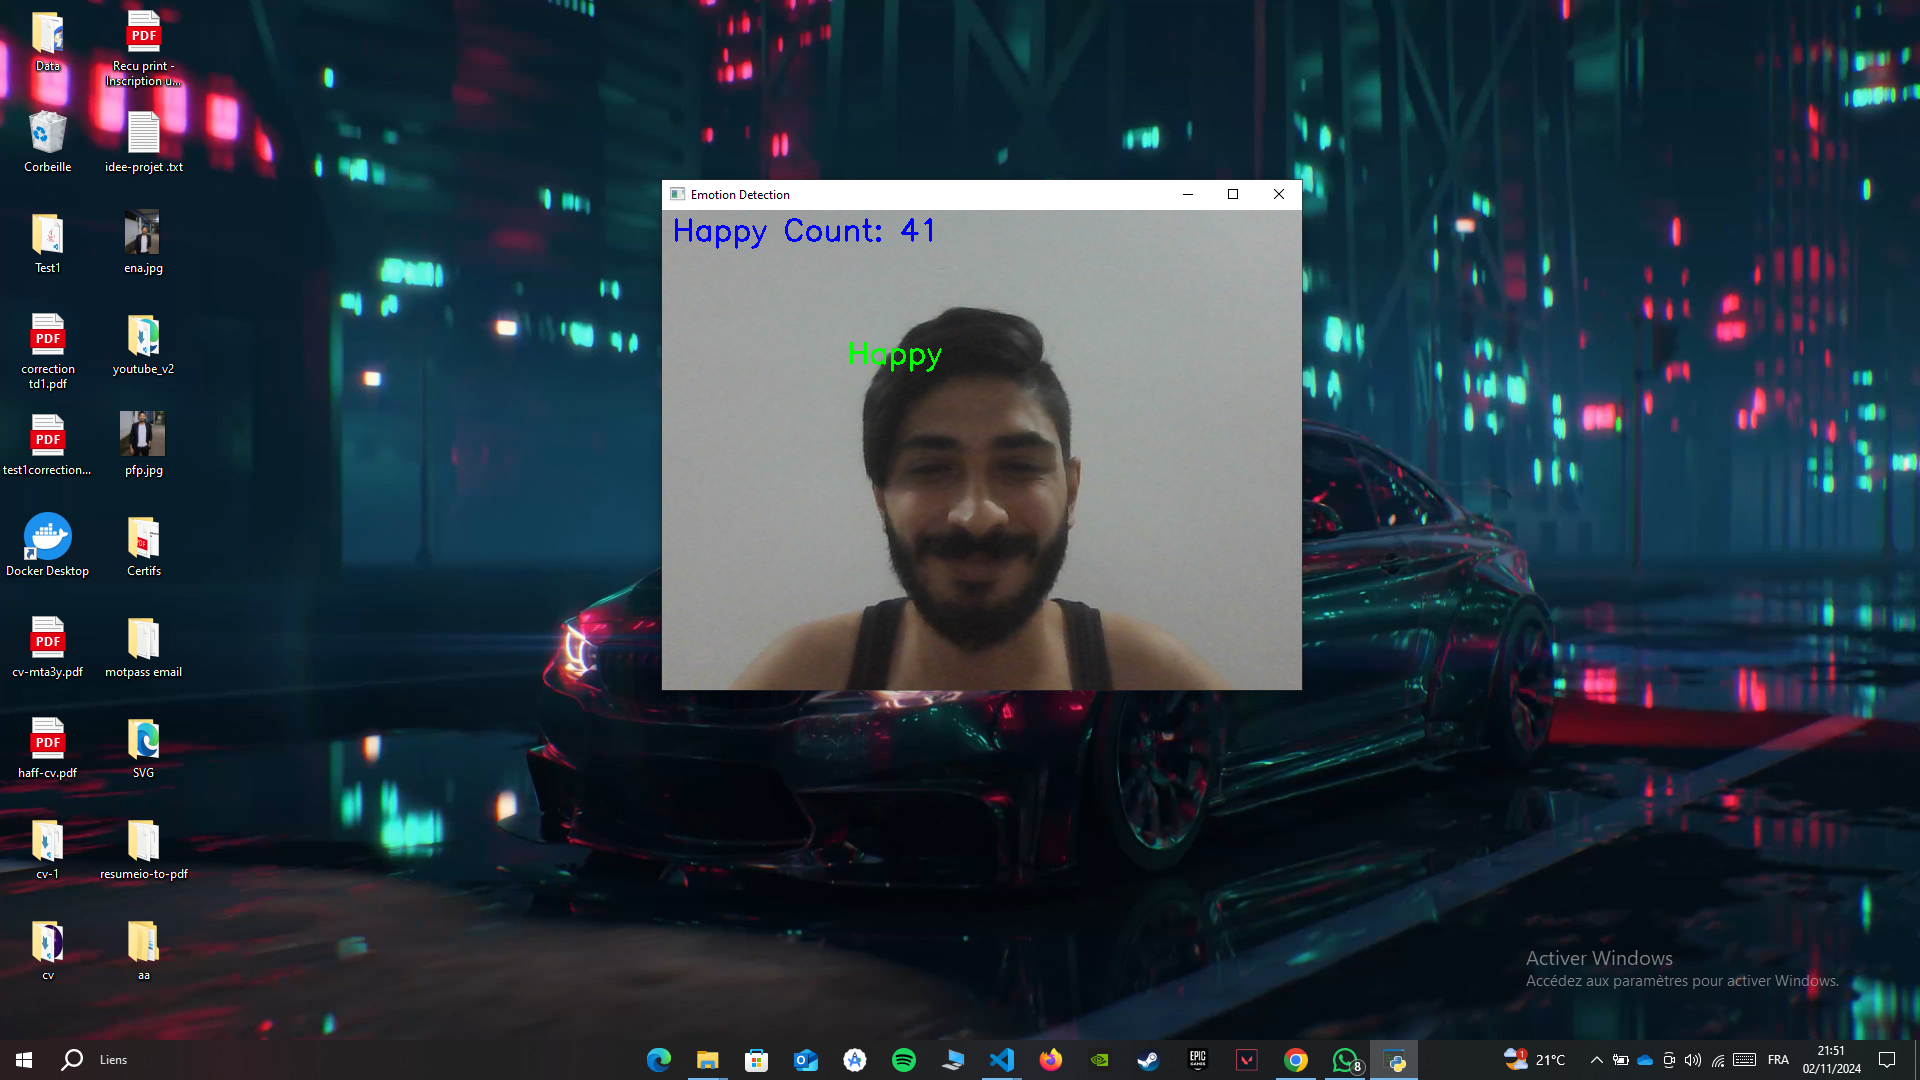 Data
PDF
Recu print -
Inscription u...
Corbeille
idee-projet .txt
Test1
ena.jpg
PDF
correction
td1.pdf
youtube_v2
PDF
test1correction...
pfp.jpg
Docker Desktop
PDF
Certifs
PDF
cv-mta3y.pdf
motpass email
PDF
haff-cv.pdf
SVG
cv-1
resumeio-to-pdf
cv
aa
Emotion Detection
Happy Count: 41
Happy
Activer Windows
Accédez aux paramètres pour activer Windows.
Liens
EPIC
GAMES
8
1
21°C
FRA
21:51
02/11/2024